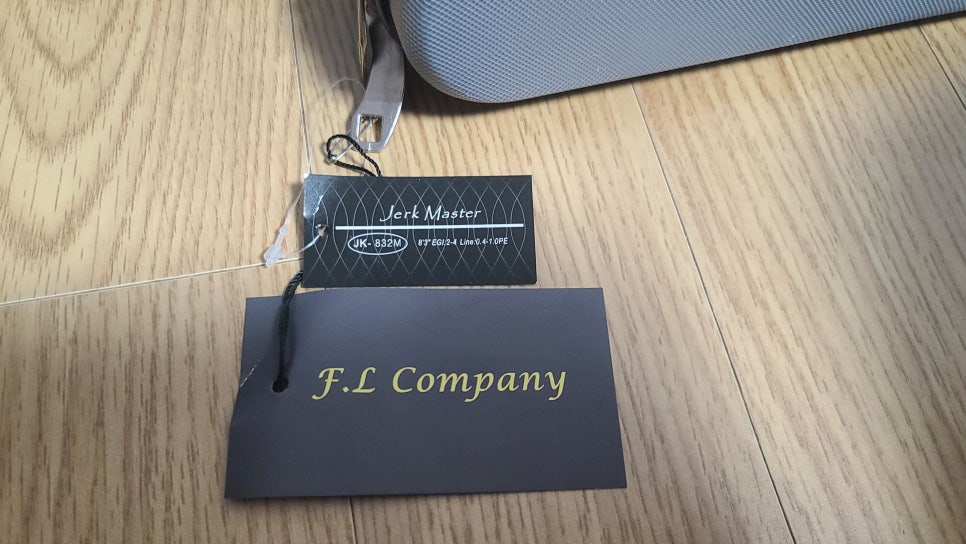 Jerk Master
JK- 832M 8'3" EGI:2-4 Line:0.4-1.0PE
F.L Company